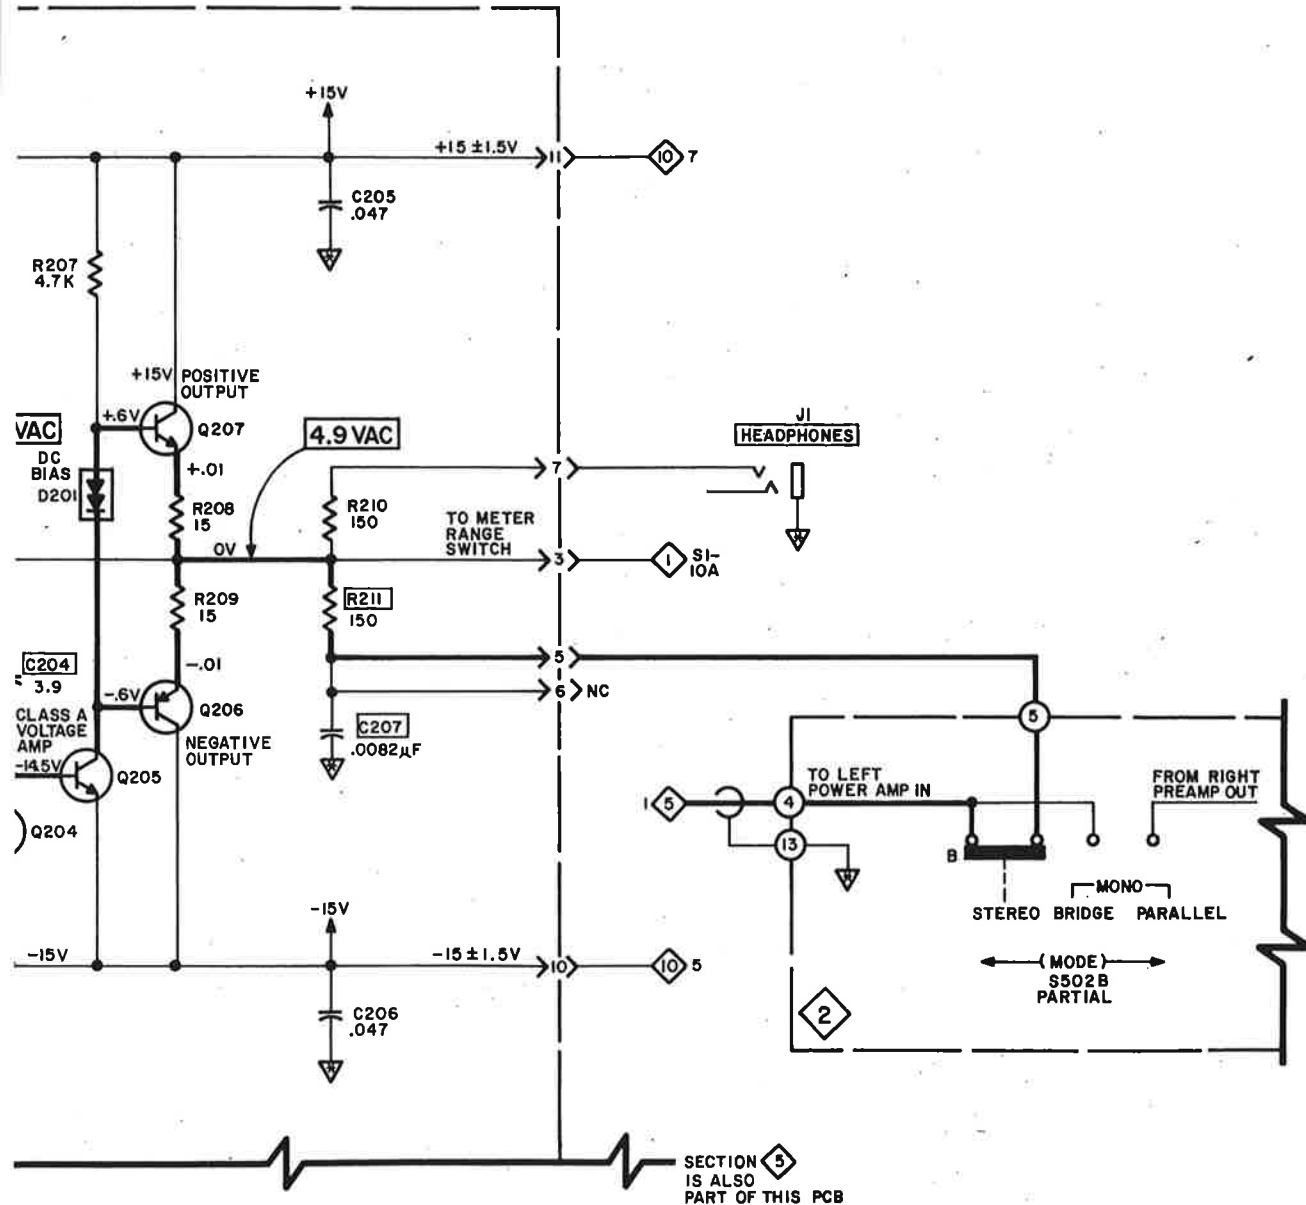 +15V
+15 ±1.5V
11
10
7
C205
.047
R207
4.7K
+15V
POSITIVE
OUTPUT
+.6V
Q207
VAC
DC
BIAS
D201
+.01
4.9 VAC
J1
HEADPHONES
7
R208
15
R210
150
TO METER
RANGE
SWITCH
0V
3
1
S1-
10A
R209
15
R211
150
C204
3.9
-.01
5
-.6V
Q206
6
NC
CLASS A
VOLTAGE
AMP
-14.5V
NEGATIVE
OUTPUT
C207
.0082µF
Q205
Q204
5
TO LEFT
POWER AMP IN
FROM RIGHT
PREAMP OUT
1
5
4
13
B
MONO
STEREO BRIDGE PARALLEL
-15V
-15V
-15 ±1.5V
10
10
5
(MODE)
S502B
PARTIAL
2
C206
.047
SECTION 5
IS ALSO
PART OF THIS PCB